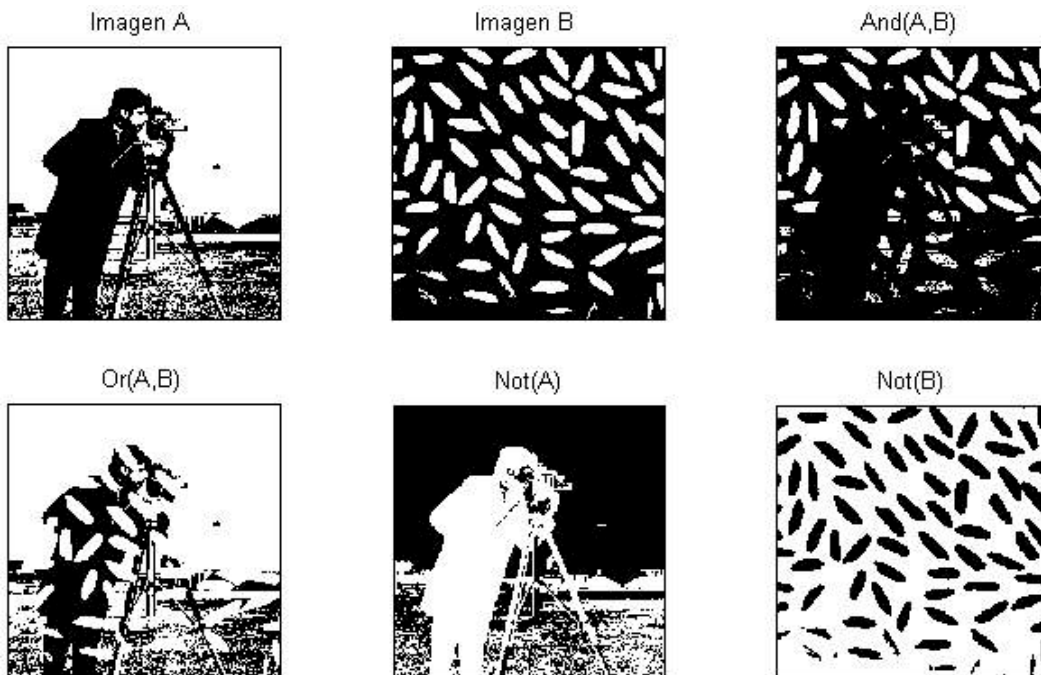 Imagen A
Imagen B
And(A,B)
Or(A,B)
Not(A)
Not(B)